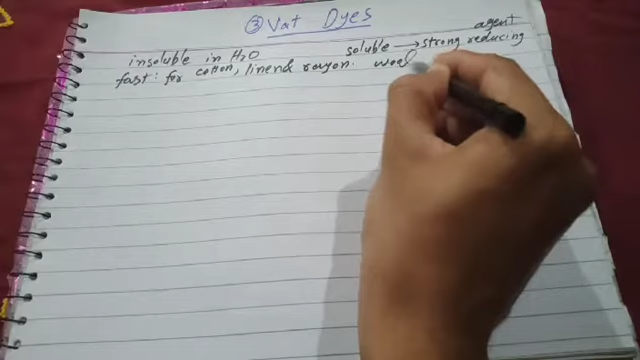 ③ Vat Dyes
insoluble in H2O soluble → strong reducing agent
fast: for cotton, linen & rayon. wool